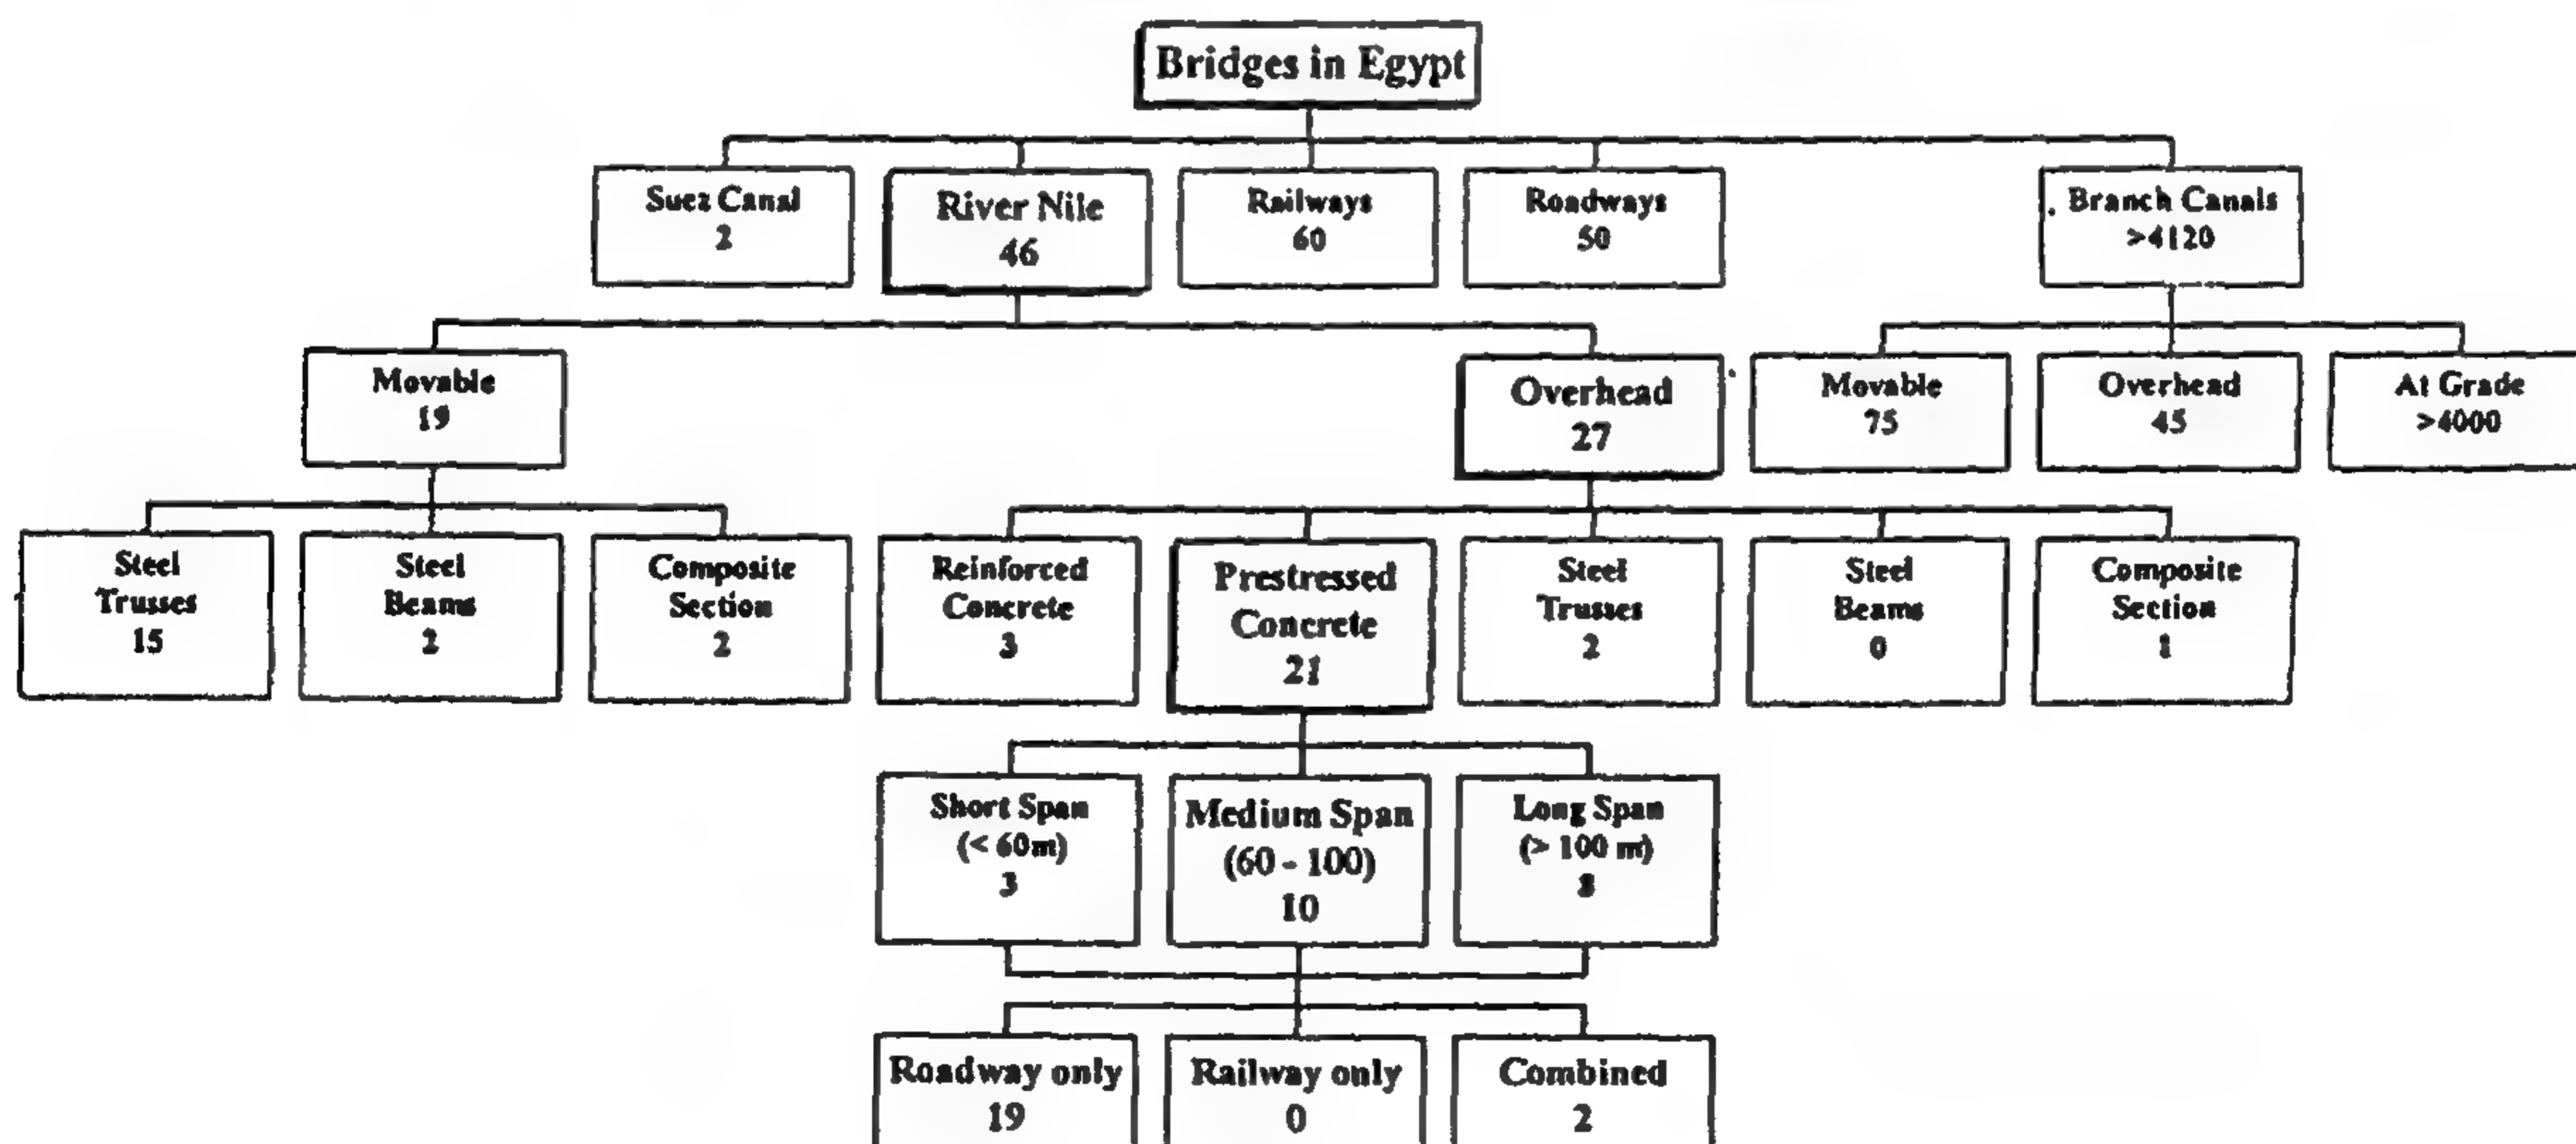 Bridges in Egypt
Suez Canal
2
River Nile
46
Railways
60
Roadways
50
Branch Canals
>4120
Movable
19
Overhead
27
Movable
75
Overhead
45
At Grade
>4000
Steel
Trusses
15
Steel
Beams
2
Composite
Section
2
Reinforced
Concrete
3
Prestressed
Concrete
21
Steel
Trusses
2
Steel
Beams
0
Composite
Section
1
Short Span
(< 60m)
3
Medium Span
(60 - 100)
10
Long Span
(> 100 m)
8
Roadway only
19
Railway only
0
Combined
2